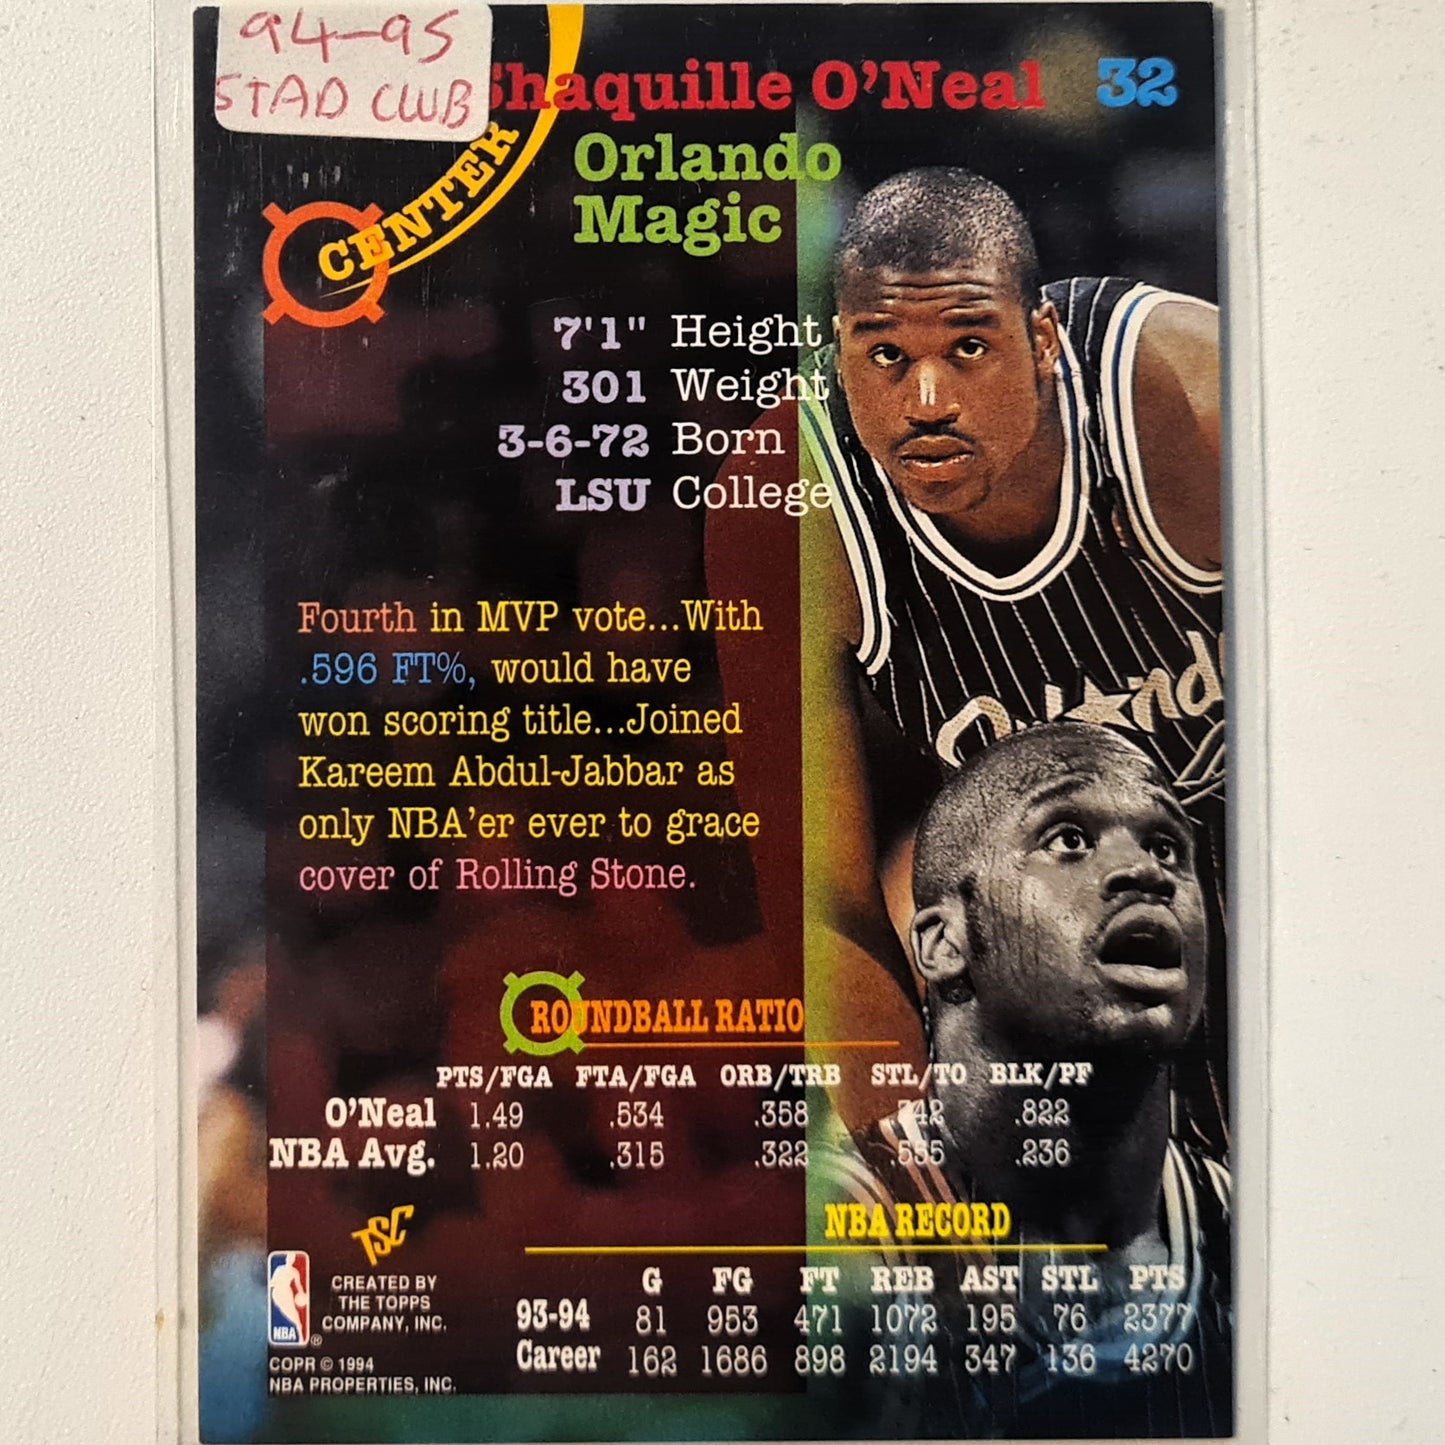 94-95
STAD CLUB
Shaquille O'Neal 32
CENTER
Orlando
Magic
7'1" Height
301 Weight
3-6-72 Born
LSU College
Fourth in MVP vote...With
.596 FT%, would have
won scoring title...Joined
Kareem Abdul-Jabbar as
only NBA'er ever to grace
cover of Rolling Stone.
Orlando
ROUNDBALL RATIO
PTS/FGA FTA/FGA ORB/TRB STL/TO BLK/PF
O'Neal 1.49 .534 .358 .342 .822
NBA Avg. 1.20 .315 .322 .555 .236
NBA RECORD
G FG FT REB AST STL PTS
93-94 81 953 471 1072 195 76 2377
Career 162 1686 898 2194 347 136 4270
TSC
CREATED BY
THE TOPPS
COMPANY, INC.
NBA ®
COPR © 1994
NBA PROPERTIES, INC.